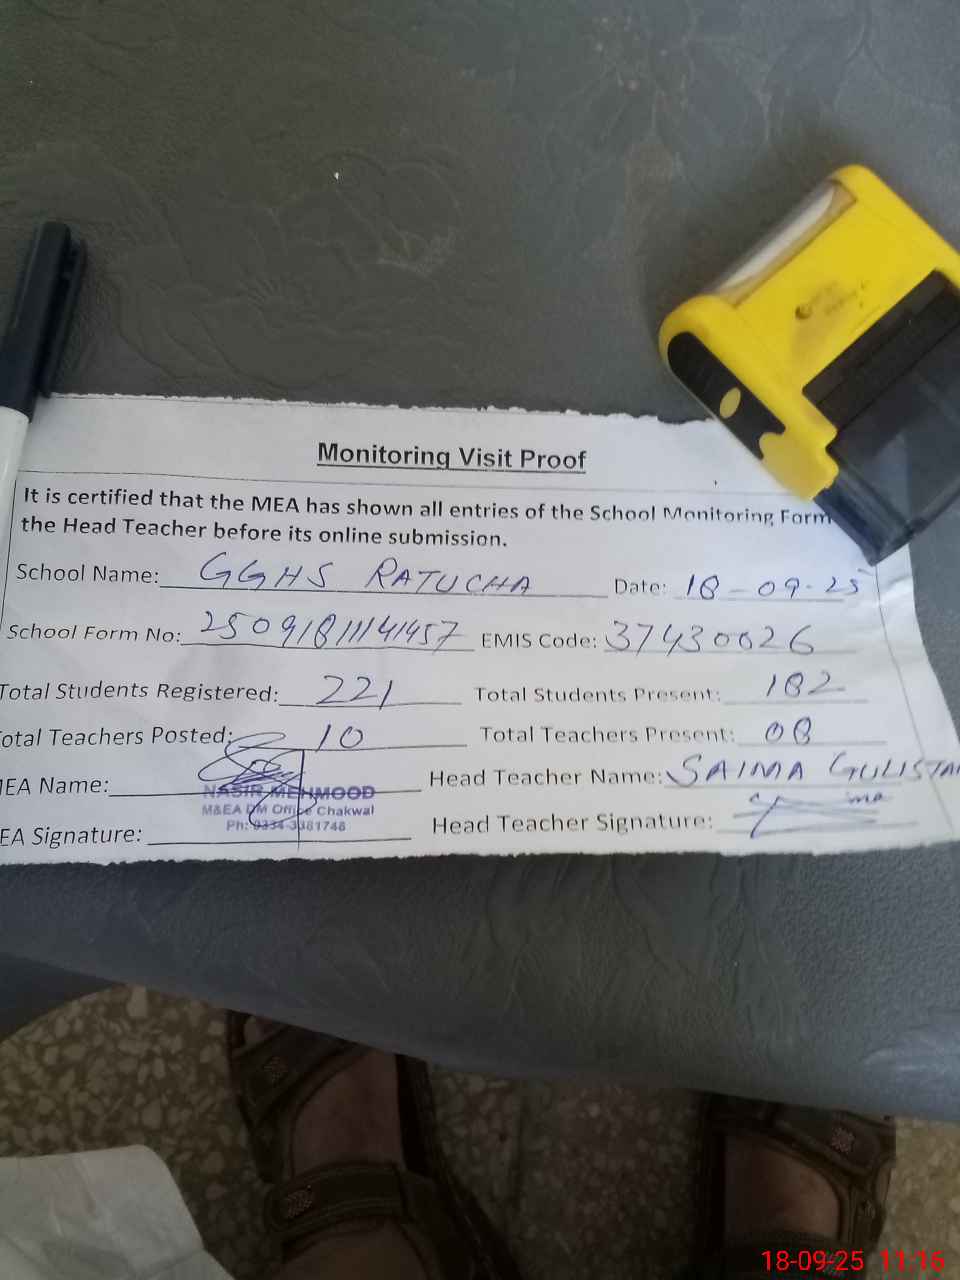 Monitoring Visit Proof
It is certified that the MEA has shown all entries of the School Monitoring Form
the Head Teacher before its online submission.
School Name: GGHS RATUCHA Date: 18-09-25
School Form No: 25091811141457 EMIS Code: 37430026
Total Students Registered: 221 Total Students Present: 182
otal Teachers Posted: 10 Total Teachers Present: 08
MEA Name: Head Teacher Name: SAIMA GULISTAN
NASIR MEHMOOD
M&EA DM Office Chakwal
Ph: 0334-3381748
EA Signature: Head Teacher Signature:
18-09-25 11:16